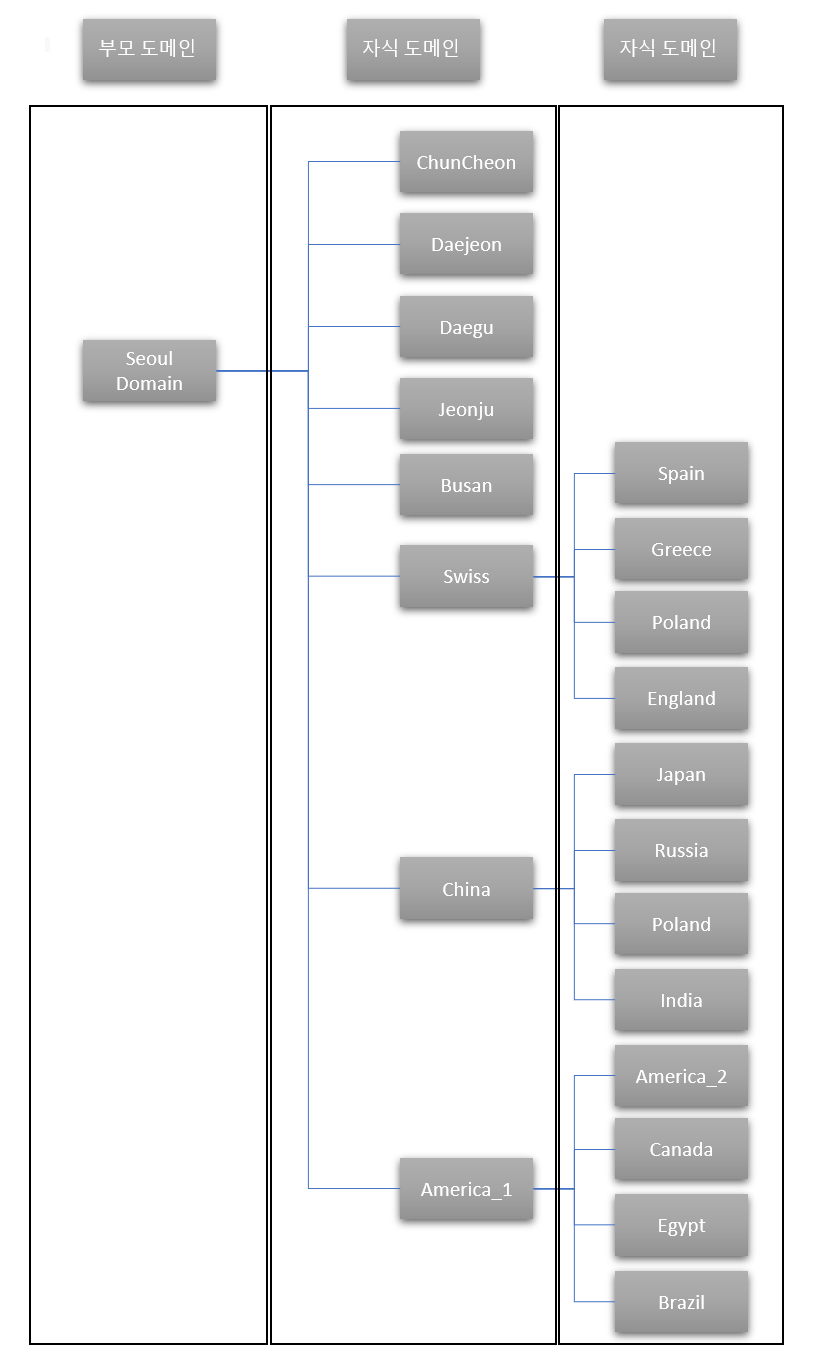 부모 도메인
자식 도메인
자식 도메인
ChunCheon
Daejeon
Daegu
Seoul
Domain
Jeonju
Busan
Swiss
Spain
Greece
Poland
England
China
Japan
Russia
Poland
India
America_1
America_2
Canada
Egypt
Brazil